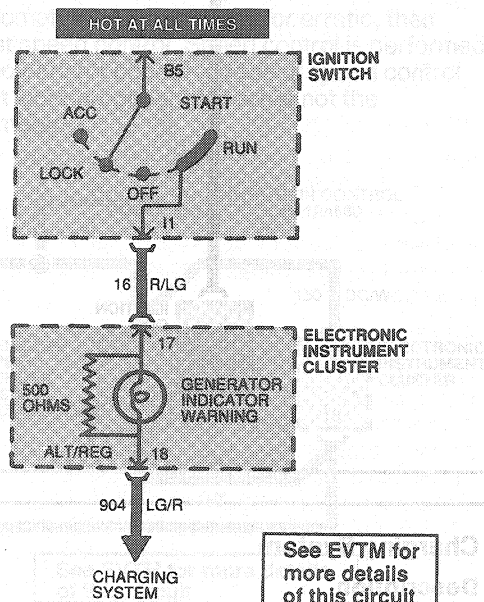 HOT AT ALL TIMES
B5
IGNITION
SWITCH
START
ACC
RUN
LOCK
OFF
I1
16 R/LG
17
ELECTRONIC
INSTRUMENT
CLUSTER
500
OHMS
GENERATOR
INDICATOR
WARNING
ALT/REG
18
904 LG/R
CHARGING
SYSTEM
See EVTM for
more details
of this circuit